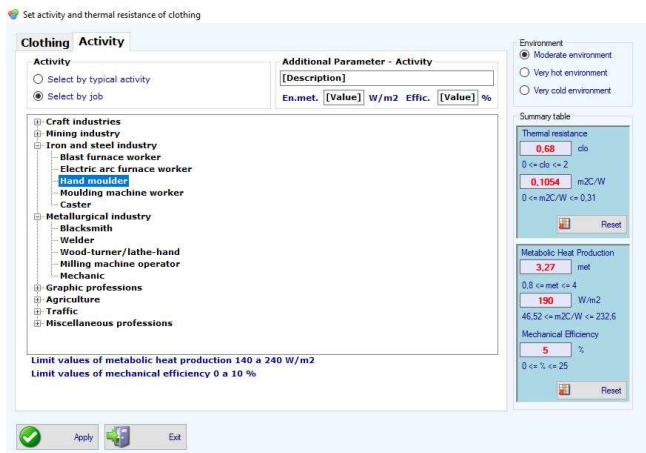 Set activity and thermal resistance of clothing
Clothing Activity
Activity
Select by typical activity
Select by job
Additional Parameter - Activity
[Description]
En.met. [Value] W/m2 Effic. [Value] %
Craft industries
Mining industry
Iron and steel industry
Blast furnace worker
Electric arc furnace worker
Hand moulder
Moulding machine worker
Caster
Metallurgical industry
Blacksmith
Welder
Wood-turner/lathe-hand
Milling machine operator
Mechanic
Graphic professions
Agriculture
Traffic
Miscellaneous professions
Limit values of metabolic heat production 140 a 240 W/m2
Limit values of mechanical efficiency 0 a 10 %
Apply
Exit
Environment
Moderate environment
Very hot environment
Very cold environment
Summary table
Thermal resistance
0,68 clo
0 <= clo <= 2
0,1054 m2C/W
0 <= m2C/W <= 0,31
Reset
Metabolic Heat Production
3,27 met
0,8 <= met <= 4
190 W/m2
46,52 <= m2C/W <= 232,6
Mechanical Efficiency
5 %
0 <= % <= 25
Reset